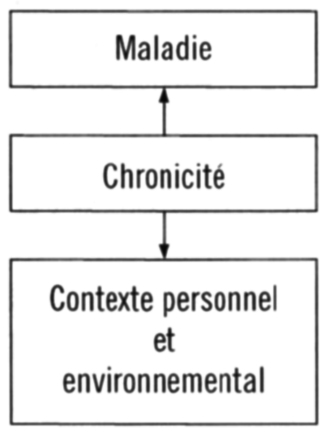 Maladie
Chronicité
Contexte personnel
et
environnemental